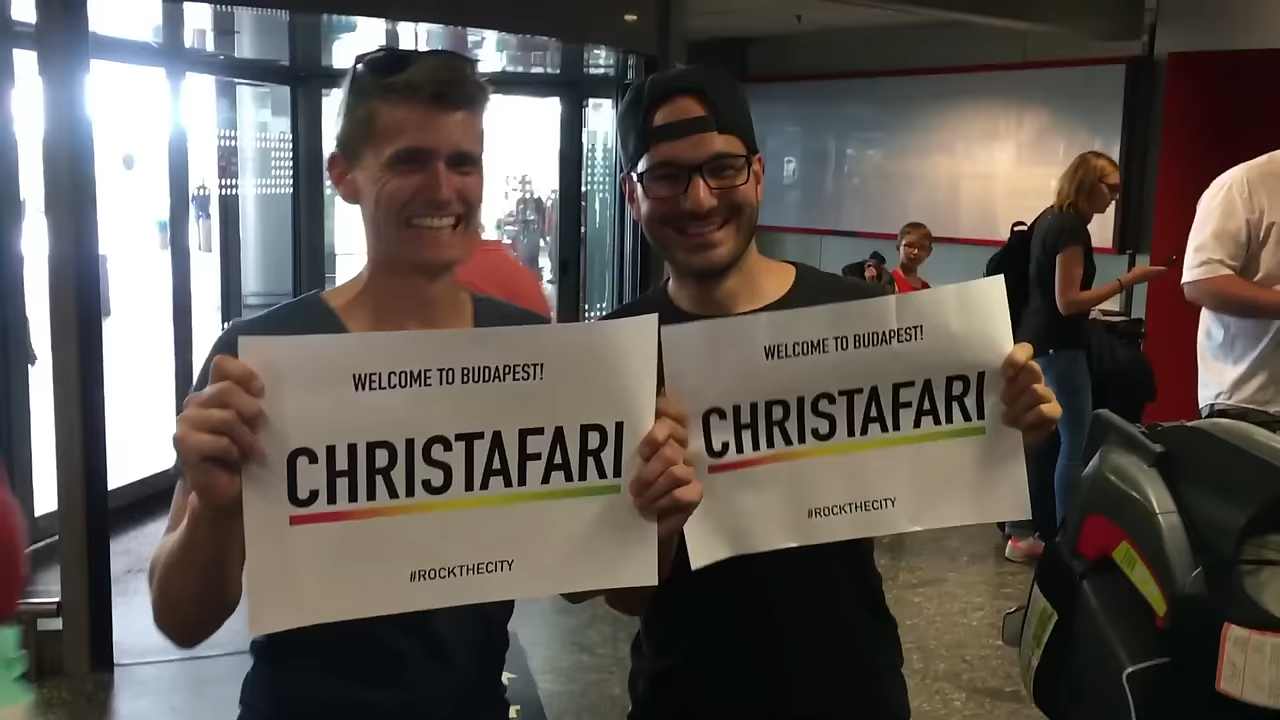 WELCOME TO BUDAPEST!
CHRISTAFARI
#ROCKTHECITY
WELCOME TO BUDAPEST!
CHRISTAFARI
#ROCKTHECITY